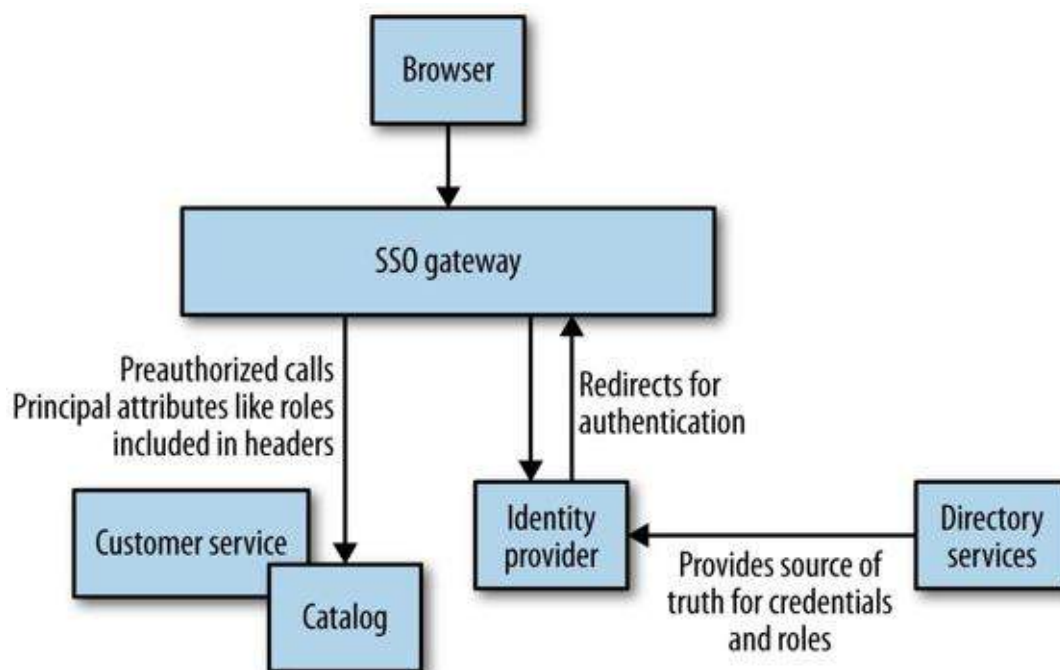 Browser
SSO gateway
Preauthorized calls
Principal attributes like roles
included in headers
Redirects for
authentication
Customer service
Catalog
Identity
provider
Directory
services
Provides source of
truth for credentials
and roles